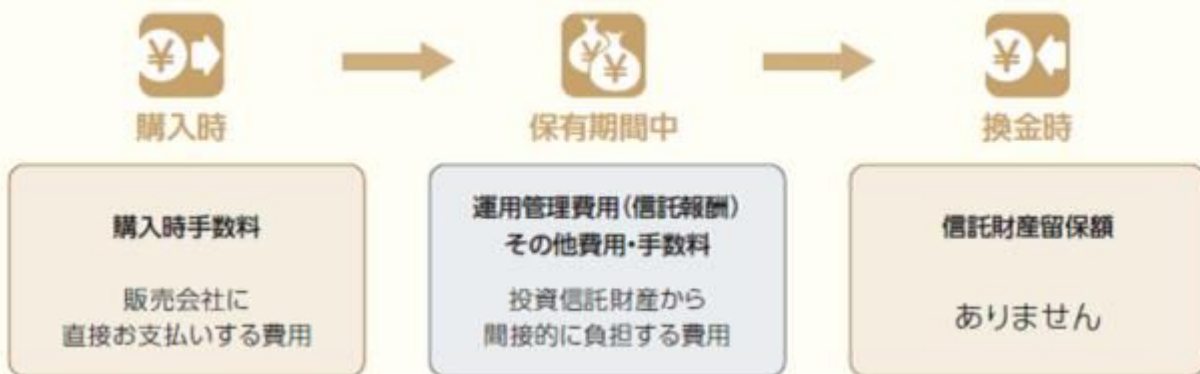 ¥
¥ ¥
¥
購入時
保有期間中
換金時
購入時手数料
販売会社に
直接お支払いする費用
運用管理費用(信託報酬)
その他費用・手数料
投資信託財産から
間接的に負担する費用
信託財産留保額
ありません